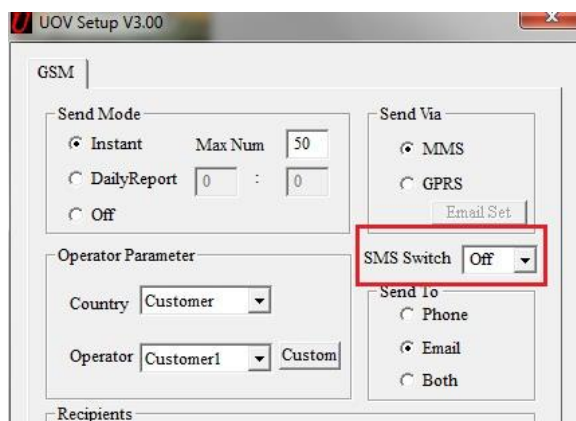 UOV Setup V3.00
GSM
Send Mode
Instant Max Num 50
DailyReport 0 : 0
Off
Send Via
MMS
GPRS
Email Set
SMS Switch Off
Operator Parameter
Country Customer
Operator Customer1 Custom
Send To
Phone
Email
Both
Recipients